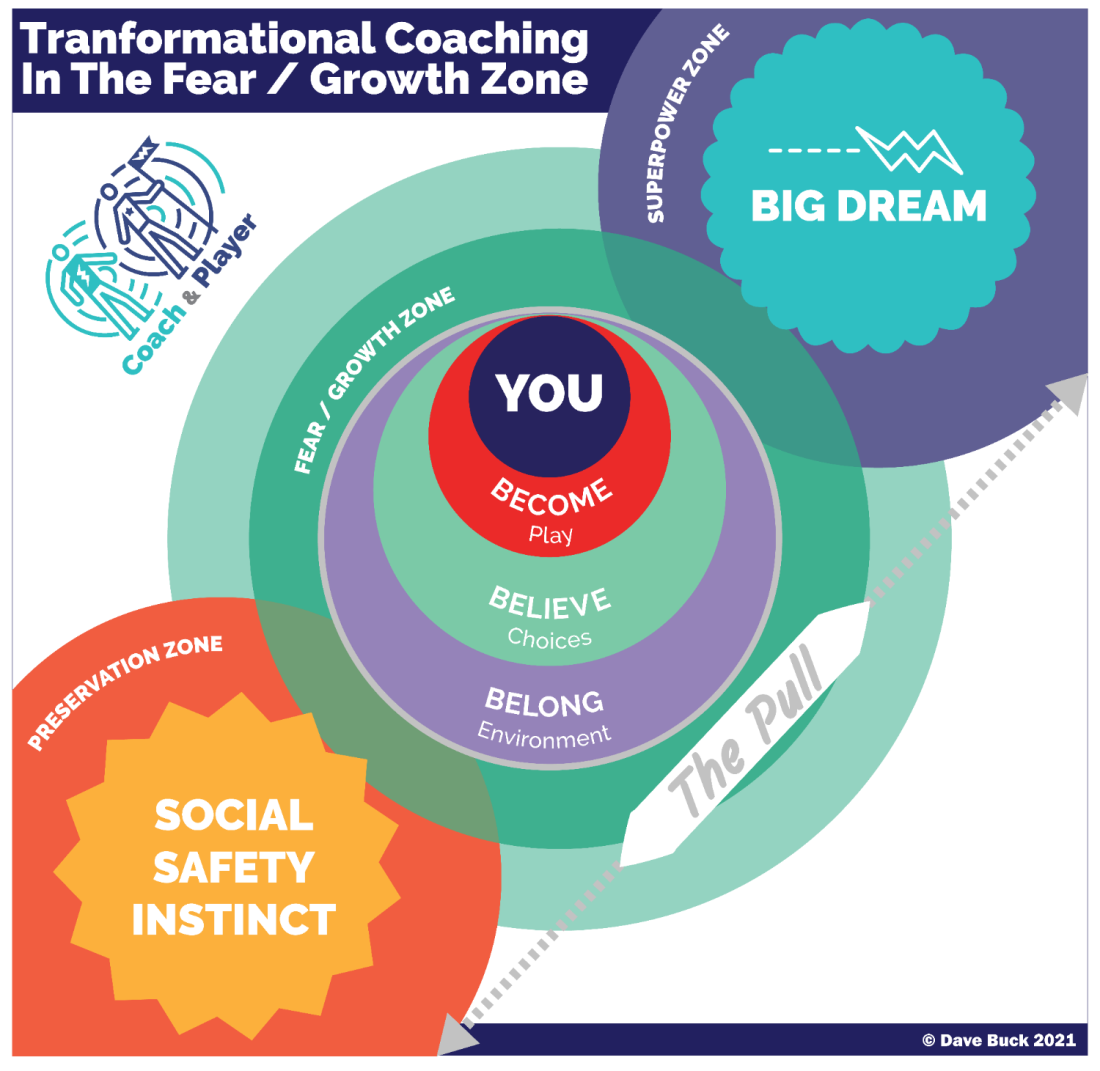 Tranformational Coaching
In The Fear / Growth Zone
SUPERPOWER ZONE
BIG DREAM
Coach & Player
FEAR / GROWTH ZONE
YOU
BECOME
Play
BELIEVE
Choices
BELONG
Environment
PRESERVATION ZONE
SOCIAL
SAFETY
INSTINCT
The Pull
© Dave Buck 2021